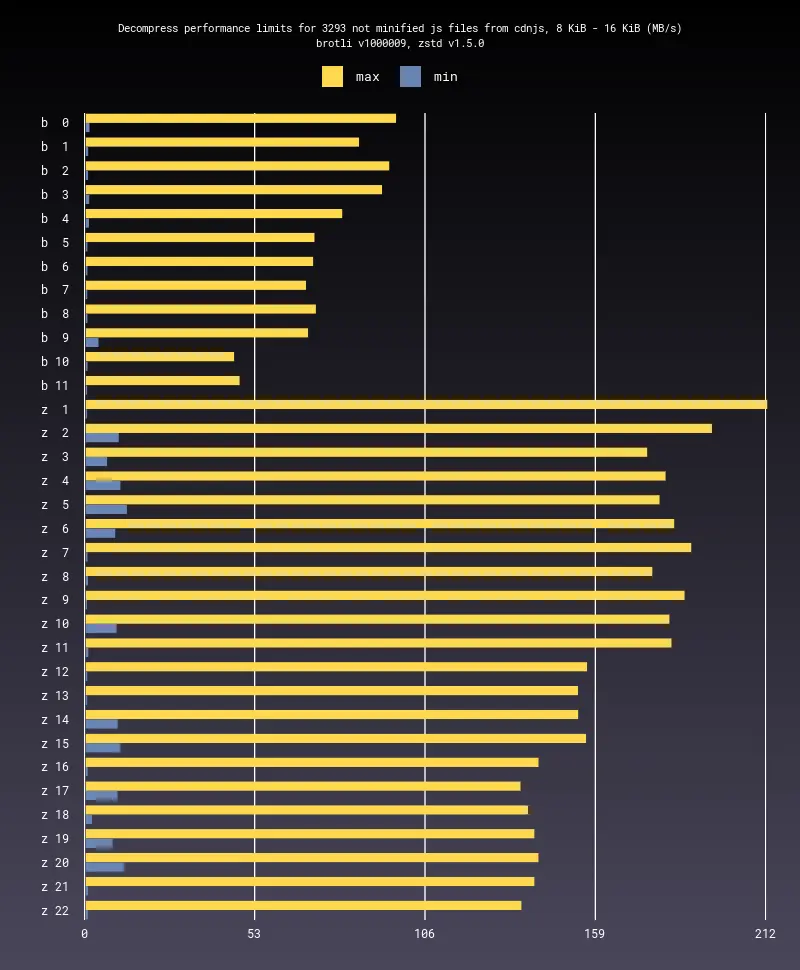 Decompress performance limits for 3293 not minified js files from cdnjs, 8 KiB - 16 KiB (MB/s)
brotli v1000009, zstd v1.5.0
max min
b 0
b 1
b 2
b 3
b 4
b 5
b 6
b 7
b 8
b 9
b 10
b 11
z 1
z 2
z 3
z 4
z 5
z 6
z 7
z 8
z 9
z 10
z 11
z 12
z 13
z 14
z 15
z 16
z 17
z 18
z 19
z 20
z 21
z 22
0 53 106 159 212